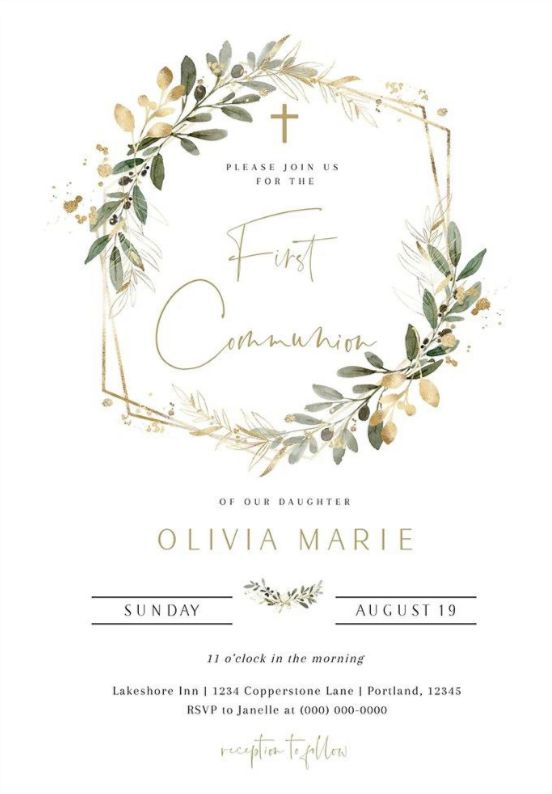 PLEASE JOIN US
FOR THE
First
Communion
OF OUR DAUGHTER
OLIVIA MARIE
SUNDAY
AUGUST 19
11 o'clock in the morning
Lakeshore Inn | 1234 Copperstone Lane | Portland, 12345
RSVP to Janelle at (000) 000-0000
reception to follow